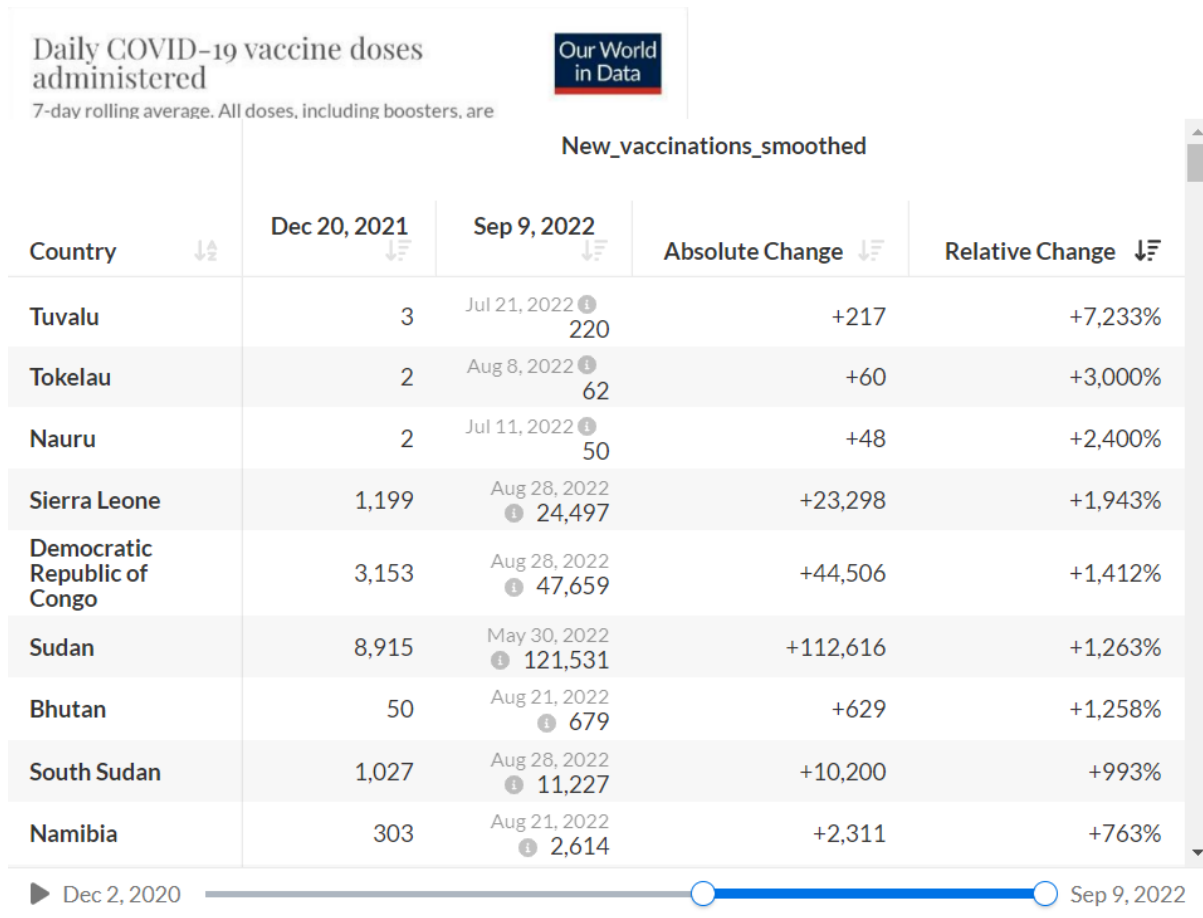 Daily COVID-19 vaccine doses
administered
Our World
in Data
7-day rolling average. All doses, including boosters, are
New_vaccinations_smoothed
Country Dec 20, 2021 Sep 9, 2022 Absolute Change Relative Change
Tuvalu 3 Jul 21, 2022 220 +217 +7,233%
Tokelau 2 Aug 8, 2022 62 +60 +3,000%
Nauru 2 Jul 11, 2022 50 +48 +2,400%
Sierra Leone 1,199 Aug 28, 2022 24,497 +23,298 +1,943%
Democratic
Republic of
Congo 3,153 Aug 28, 2022 47,659 +44,506 +1,412%
Sudan 8,915 May 30, 2022 121,531 +112,616 +1,263%
Bhutan 50 Aug 21, 2022 679 +629 +1,258%
South Sudan 1,027 Aug 28, 2022 11,227 +10,200 +993%
Namibia 303 Aug 21, 2022 2,614 +2,311 +763%
Dec 2, 2020 Sep 9, 2022